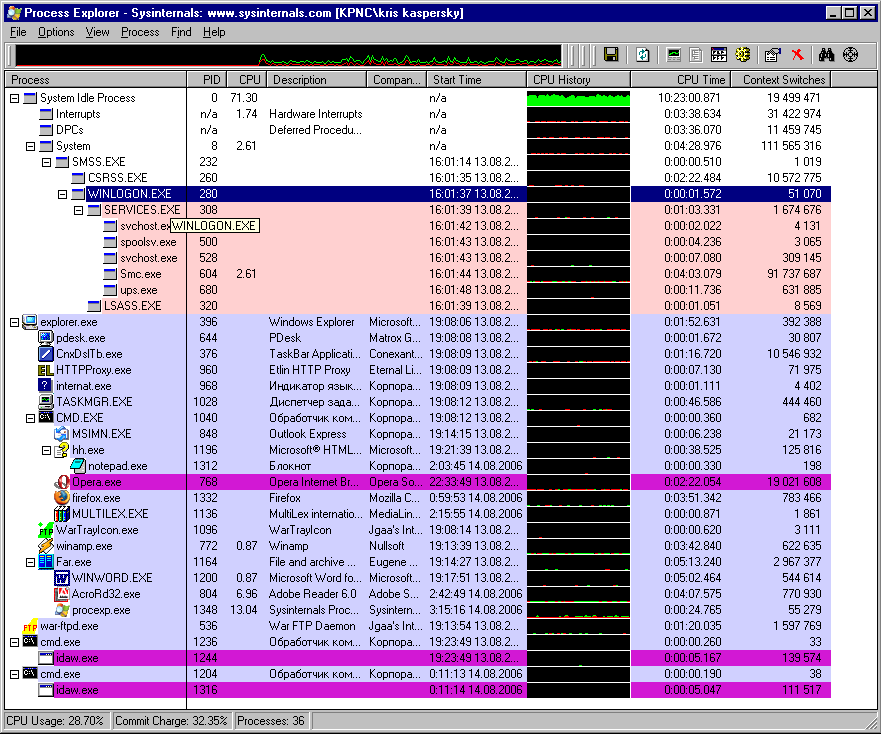 Process Explorer - Sysinternals: www.sysinternals.com [KPNC\kris kaspersky]
File Options View Process Find Help
Process PID CPU Description Compan... Start Time CPU History CPU Time Context Switches
System Idle Process 0 71.30 n/a 10:23:00.871 19 499 471
Interrupts n/a 1.74 Hardware Interrupts n/a 0:03:38.634 31 422 974
DPCs n/a Deferred Procedu... n/a 0:03:36.070 11 459 745
System 8 2.61 n/a 0:04:28.976 111 565 316
SMSS.EXE 232 16:01:14 13.08.2... 0:00:00.510 1 019
CSRSS.EXE 260 16:01:35 13.08.2... 0:02:22.484 10 572 775
WINLOGON.EXE 280 16:01:37 13.08.2... 0:00:01.572 51 070
SERVICES.EXE 308 16:01:39 13.08.2... 0:01:03.331 1 674 676
svchost.ex WINLOGON.EXE 16:01:42 13.08.2... 0:00:02.022 4 131
spoolsv.exe 500 16:01:43 13.08.2... 0:00:04.236 3 065
svchost.exe 528 16:01:44 13.08.2... 0:00:07.080 309 145
Smc.exe 604 2.61 16:01:44 13.08.2... 0:04:03.079 91 737 687
ups.exe 680 16:01:48 13.08.2... 0:00:11.736 631 885
LSASS.EXE 320 16:01:39 13.08.2... 0:00:01.051 8 569
explorer.exe 396 Windows Explorer Microsoft... 19:08:06 13.08.2... 0:01:52.631 392 388
pdesk.exe 644 PDesk Matrox G... 19:08:08 13.08.2... 0:00:01.672 30 807
CnxDslTb.exe 376 TaskBar Applicati... Conexant... 19:08:09 13.08.2... 0:01:16.720 10 546 932
HTTPProxy.exe 960 Etlin HTTP Proxy Eternal Li... 19:08:09 13.08.2... 0:00:07.130 71 975
internat.exe 968 Индикатор язык... Корпора... 19:08:09 13.08.2... 0:00:01.111 4 402
TASKMGR.EXE 1028 Диспетчер зада... Корпора... 19:08:12 13.08.2... 0:00:46.586 444 460
CMD.EXE 1040 Обработчик ком... Корпора... 19:08:12 13.08.2... 0:00:00.360 682
MSIMN.EXE 848 Outlook Express Корпора... 19:14:15 13.08.2... 0:00:06.238 21 173
hh.exe 1196 Microsoft® HTML... Microsoft... 19:21:39 13.08.2... 0:00:38.525 125 816
notepad.exe 1312 Блокнот Корпора... 2:03:45 14.08.2006 0:00:00.330 198
Opera.exe 768 Opera Internet Br... Opera So... 22:33:49 13.08.2... 0:02:22.054 19 021 608
firefox.exe 1332 Firefox Mozilla C... 0:59:53 14.08.2006 0:03:51.342 783 466
MULTILEX.EXE 1136 MultiLex internatio... MediaLin... 2:15:55 14.08.2006 0:00:00.871 1 861
WarTrayIcon.exe 1096 WarTrayIcon Jgaa's Int... 19:08:14 13.08.2... 0:00:00.620 3 111
winamp.exe 772 0.87 Winamp Nullsoft 19:13:39 13.08.2... 0:03:42.840 622 635
Far.exe 1164 File and archive ... Eugene ... 19:14:27 13.08.2... 0:05:13.240 2 967 377
WINWORD.EXE 1200 0.87 Microsoft Word fo... Microsoft... 19:17:51 13.08.2... 0:05:02.464 544 614
AcroRd32.exe 804 6.96 Adobe Reader 6.0 Adobe S... 2:42:49 14.08.2006 0:04:07.575 770 930
procexp.exe 1348 13.04 Sysinternals Proc... Sysintern... 3:15:16 14.08.2006 0:00:24.765 55 279
war-ftpd.exe 536 War FTP Daemon Jgaa's Int... 19:13:54 13.08.2... 0:01:20.035 1 597 769
cmd.exe 1236 Обработчик ком... Корпора... 19:23:49 13.08.2... 0:00:00.260 33
idaw.exe 1244 19:23:49 13.08.2... 0:00:05.167 139 574
cmd.exe 1204 Обработчик ком... Корпора... 0:11:13 14.08.2006 0:00:00.190 38
idaw.exe 1316 0:11:14 14.08.2006 0:00:05.047 111 517
CPU Usage: 28.70% Commit Charge: 32.35% Processes: 36